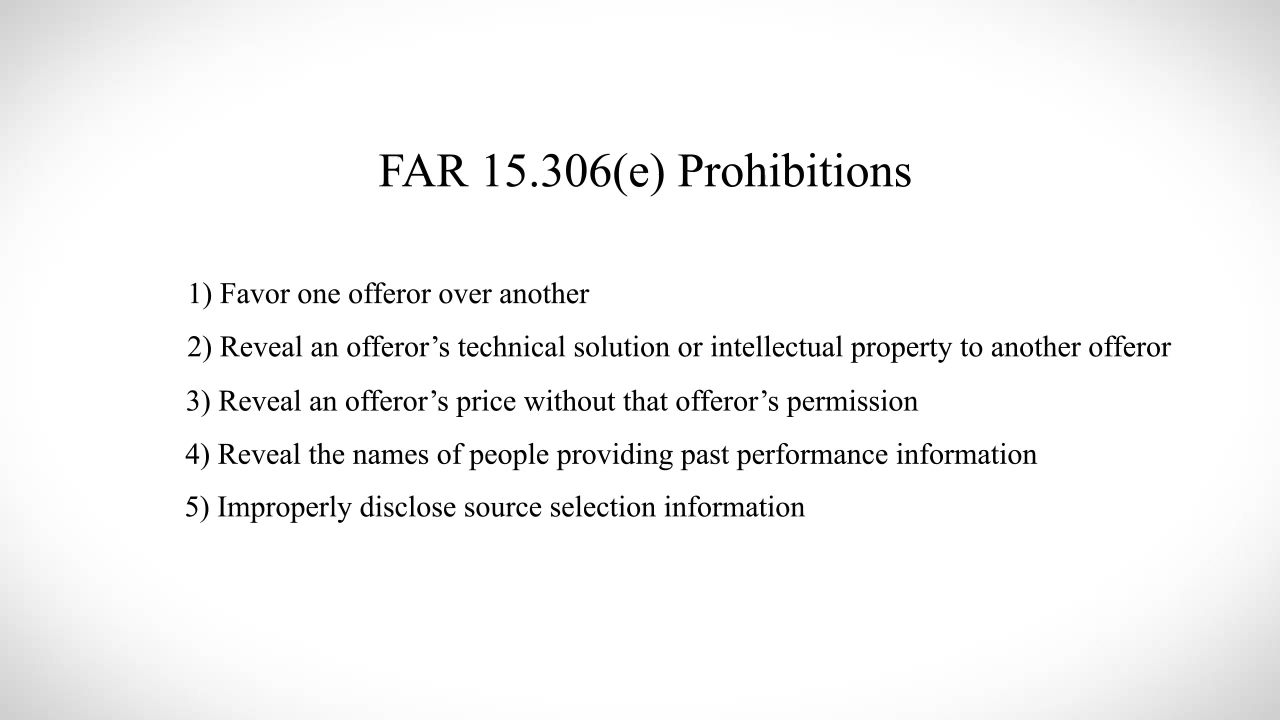 FAR 15.306(e) Prohibitions
1) Favor one offeror over another
2) Reveal an offeror’s technical solution or intellectual property to another offeror
3) Reveal an offeror’s price without that offeror’s permission
4) Reveal the names of people providing past performance information
5) Improperly disclose source selection information